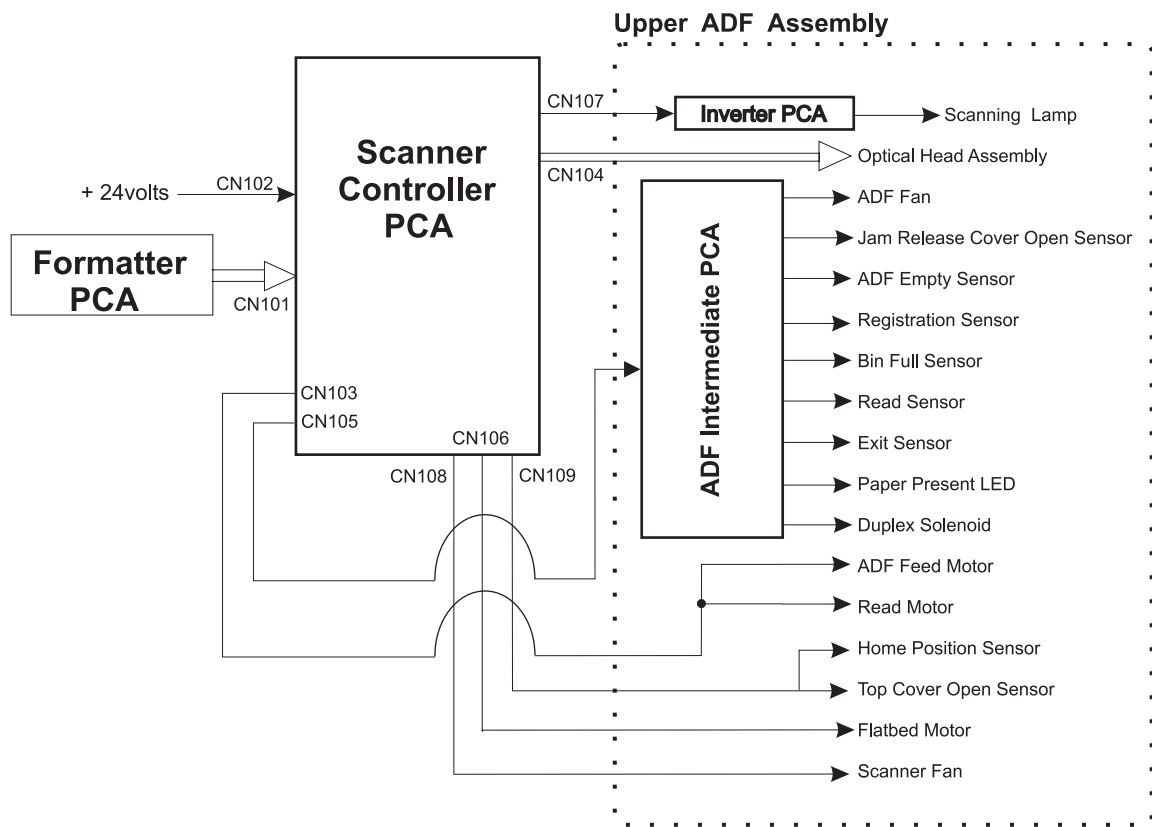 Upper ADF Assembly
CN107
Inverter PCA
Scanning Lamp
Scanner
Controller
PCA
CN104
Optical Head Assembly
+ 24volts
CN102
Formatter
PCA
CN101
ADF Intermediate PCA
ADF Fan
Jam Release Cover Open Sensor
ADF Empty Sensor
Registration Sensor
Bin Full Sensor
Read Sensor
Exit Sensor
Paper Present LED
Duplex Solenoid
CN103
CN105
CN106
CN108
CN109
ADF Feed Motor
Read Motor
Home Position Sensor
Top Cover Open Sensor
Flatbed Motor
Scanner Fan